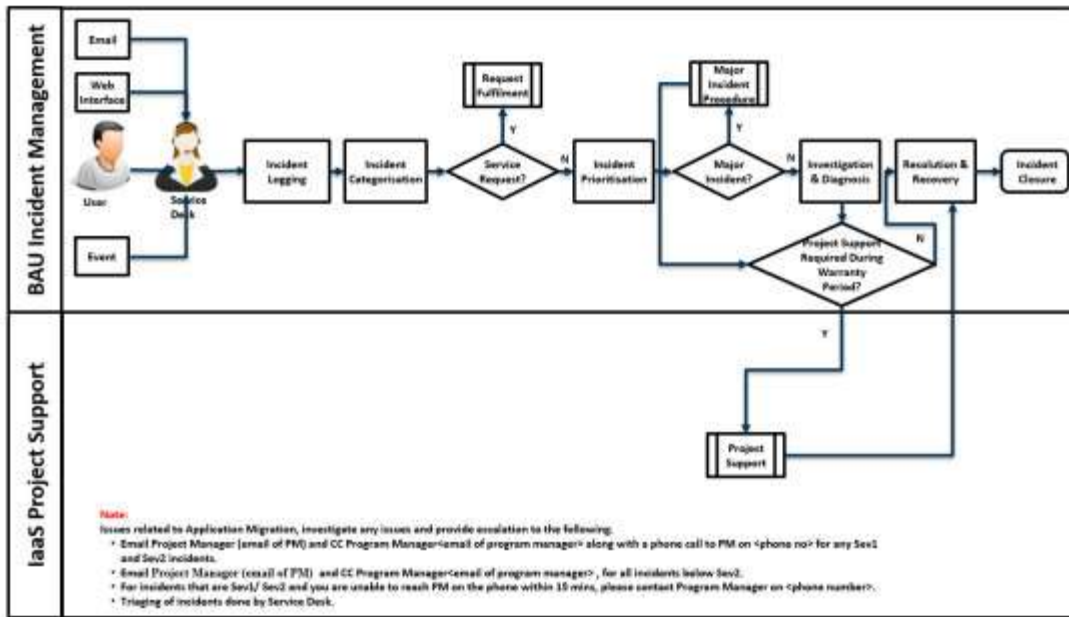 BAU Incident Management
Email
Web
Interface
User
Service
Desk
Event
Incident
Logging
Incident
Categorisation
Request
Fulfilment
Y
Service
Request?
N
Incident
Prioritisation
Major
Incident
Procedure
Y
Major
Incident?
N
Investigation
& Diagnosis
Resolution &
Recovery
Incident
Closure
Project Support
Required During
Warranty
Period?
N
Y
IaaS Project Support
Project
Support
Note:
Issues related to Application Migration, investigate any issues and provide escalation to the following.
• Email Project Manager (email of PM) and CC Program Manager<email of program manager> along with a phone call to PM on <phone no> for any Sev1
and Sev2 incidents.
• Email Project Manager (email of PM) and CC Program Manager<email of program manager> , for all incidents below Sev2.
• For incidents that are Sev1/ Sev2 and you are unable to reach PM on the phone within 15 mins, please contact Program Manager on <phone number>.
• Triaging of incidents done by Service Desk.